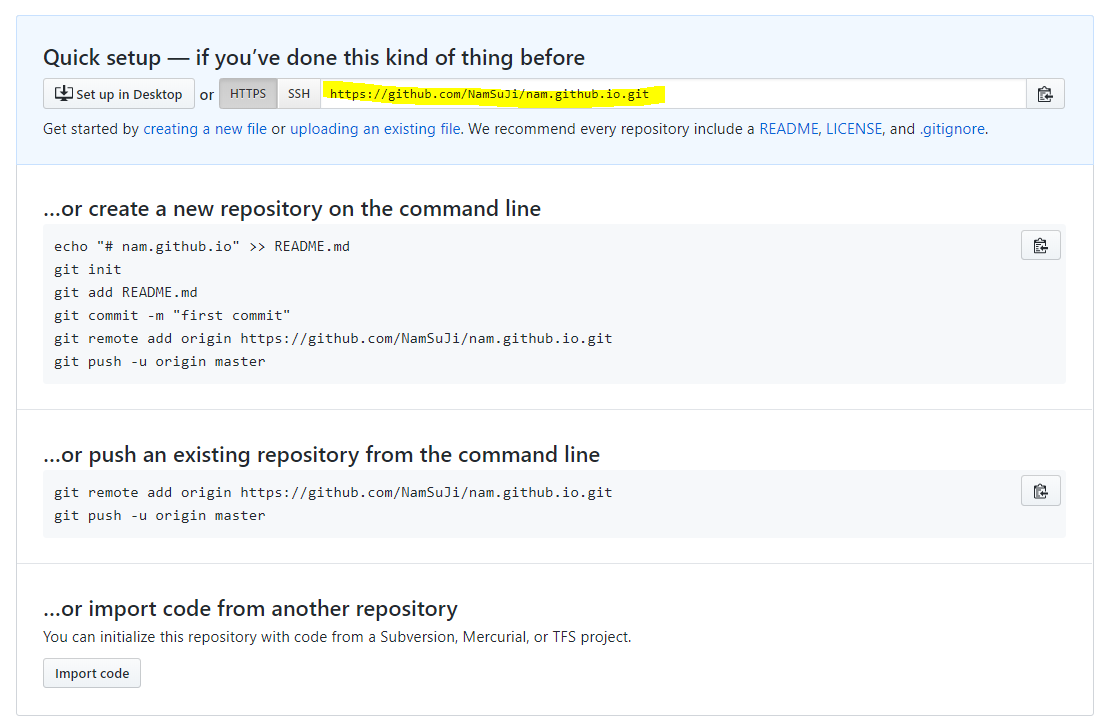 Quick setup — if you’ve done this kind of thing before
Set up in Desktop or HTTPS SSH https://github.com/NamSuJi/nam.github.io.git
Get started by creating a new file or uploading an existing file. We recommend every repository include a README, LICENSE, and .gitignore.
…or create a new repository on the command line
echo "# nam.github.io" >> README.md
git init
git add README.md
git commit -m "first commit"
git remote add origin https://github.com/NamSuJi/nam.github.io.git
git push -u origin master
…or push an existing repository from the command line
git remote add origin https://github.com/NamSuJi/nam.github.io.git
git push -u origin master
…or import code from another repository
You can initialize this repository with code from a Subversion, Mercurial, or TFS project.
Import code